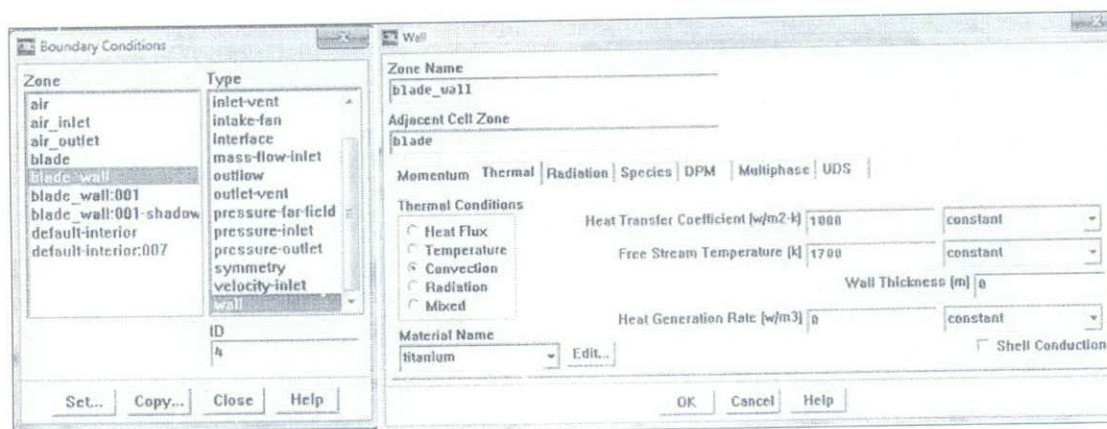 Boundary Conditions
Zone
air
air_inlet
air_outlet
blade
blade_wall
blade_wall:001
blade_wall:001-shadow
default-interior
default-interior:007
Type
inlet-vent
intake-fan
interface
mass-flow-inlet
outflow
outlet-vent
pressure-far-field
pressure-inlet
pressure-outlet
symmetry
velocity-inlet
wall
ID
4
Set... Copy... Close Help
Wall
Zone Name
blade_wall
Adjacent Cell Zone
blade
Momentum Thermal Radiation Species DPM Multiphase UDS
Thermal Conditions
Heat Flux
Temperature
Convection
Radiation
Mixed
Material Name
titanium Edit...
Heat Transfer Coefficient (w/m2-k) 1000 constant
Free Stream Temperature (k) 1700 constant
Wall Thickness (m) 0
Heat Generation Rate (w/m3) 0 constant
Shell Conduction
OK Cancel Help